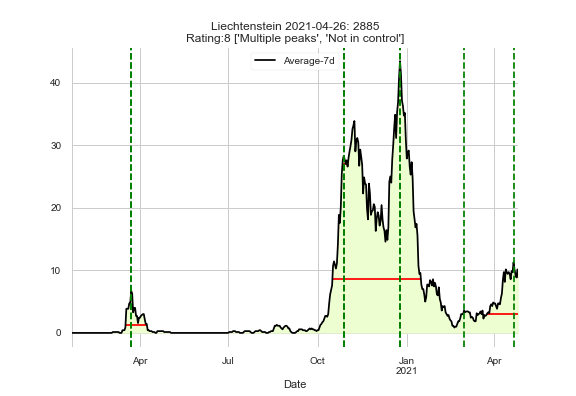 Liechtenstein 2021-04-26: 2885
Rating:8 ['Multiple peaks', 'Not in control']
Average-7d
40
30
20
10
0
Apr
Jul
Oct
Jan
2021
Apr
Date